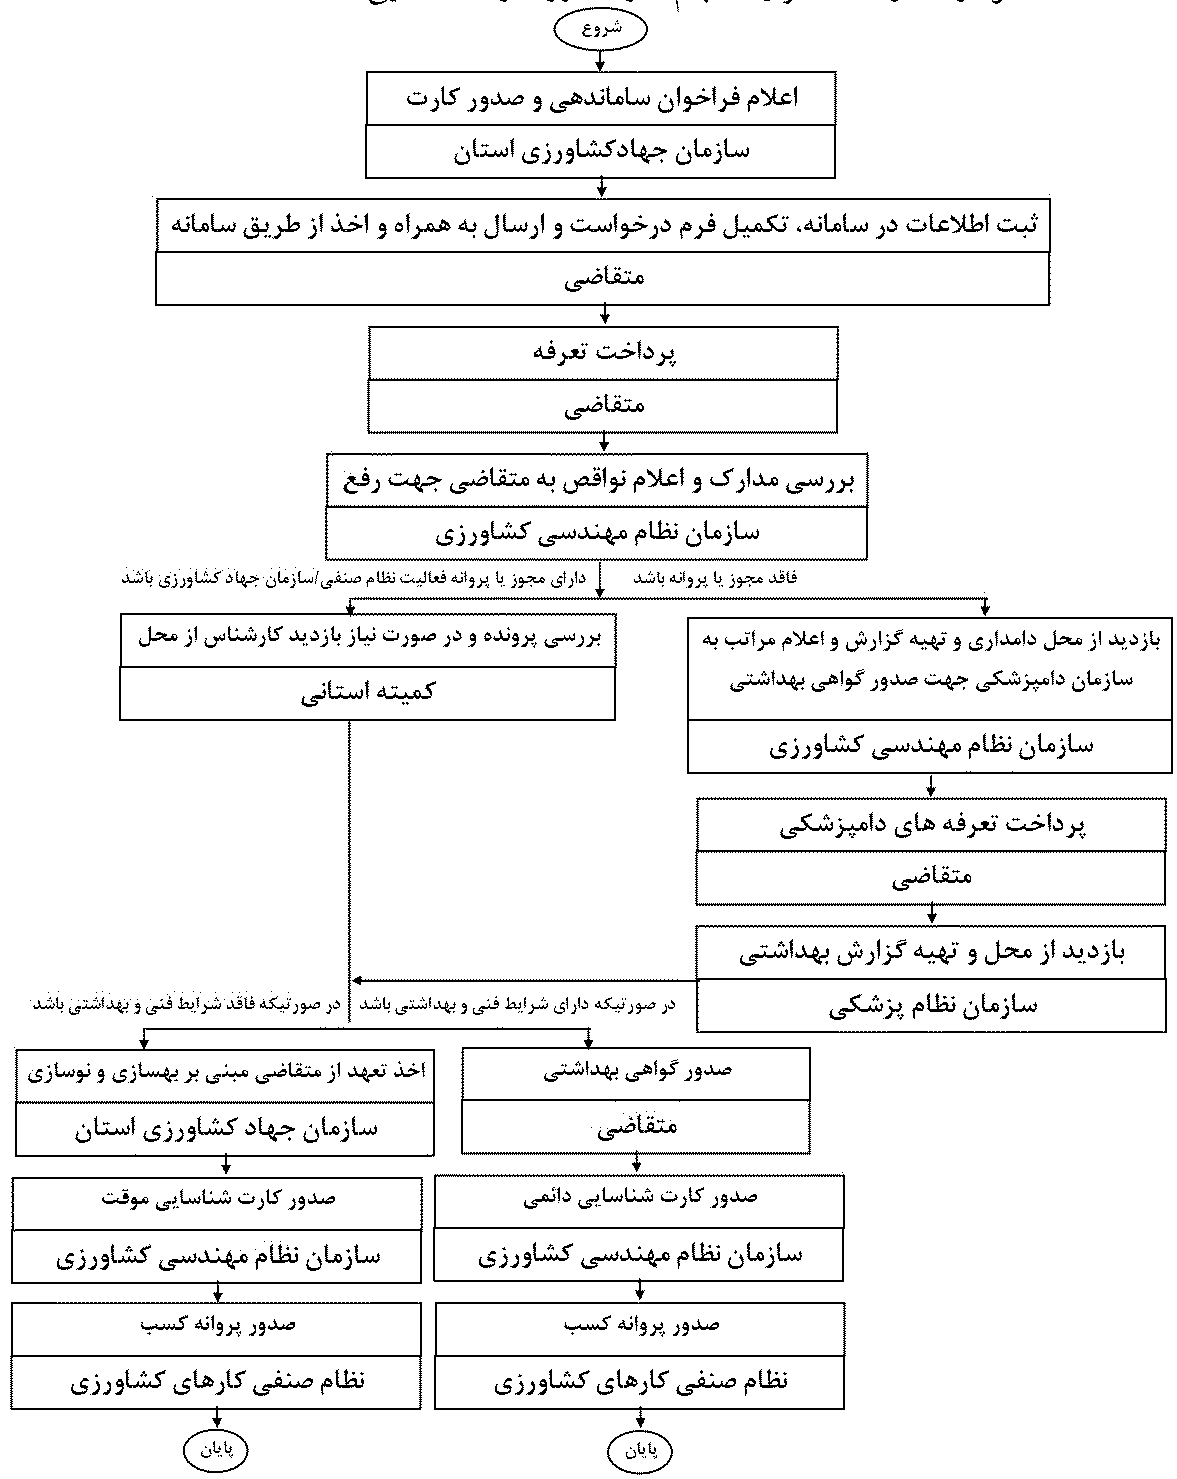 شروع
اعلام فراخوان ساماندهی و صدور کارت
سازمان جهادکشاورزی استان
ثبت اطلاعات در سامانه، تکمیل فرم درخواست و ارسال به همراه و اخذ از طریق سامانه
متقاضی
پرداخت تعرفه
متقاضی
بررسی مدارک و اعلام نواقص به متقاضی جهت رفع
سازمان نظام مهندسی کشاورزی
فاقد مجوز یا پروانه باشد
دارای مجوز یا پروانه فعالیت نظام صنفی/سازمان جهاد کشاورزی باشد
بازدید از محل دامداری و تهیه گزارش و اعلام مراتب به
سازمان دامپزشکی جهت صدور گواهی بهداشتی
سازمان نظام مهندسی کشاورزی
بررسی پرونده و در صورت نیاز بازدید کارشناس از محل
کمیته استانی
پرداخت تعرفه های دامپزشکی
متقاضی
بازدید از محل و تهیه گزارش بهداشتی
سازمان نظام پزشکی
در صورتیکه دارای شرایط فنی و بهداشتی باشد
در صورتیکه فاقد شرایط فنی و بهداشتی باشد
صدور گواهی بهداشتی
متقاضی
اخذ تعهد از متقاضی مبنی بر بهسازی و نوسازی
سازمان جهاد کشاورزی استان
صدور کارت شناسایی دائمی
سازمان نظام مهندسی کشاورزی
صدور کارت شناسایی موقت
سازمان نظام مهندسی کشاورزی
صدور پروانه کسب
نظام صنفی کارهای کشاورزی
صدور پروانه کسب
نظام صنفی کارهای کشاورزی
پایان
پایان